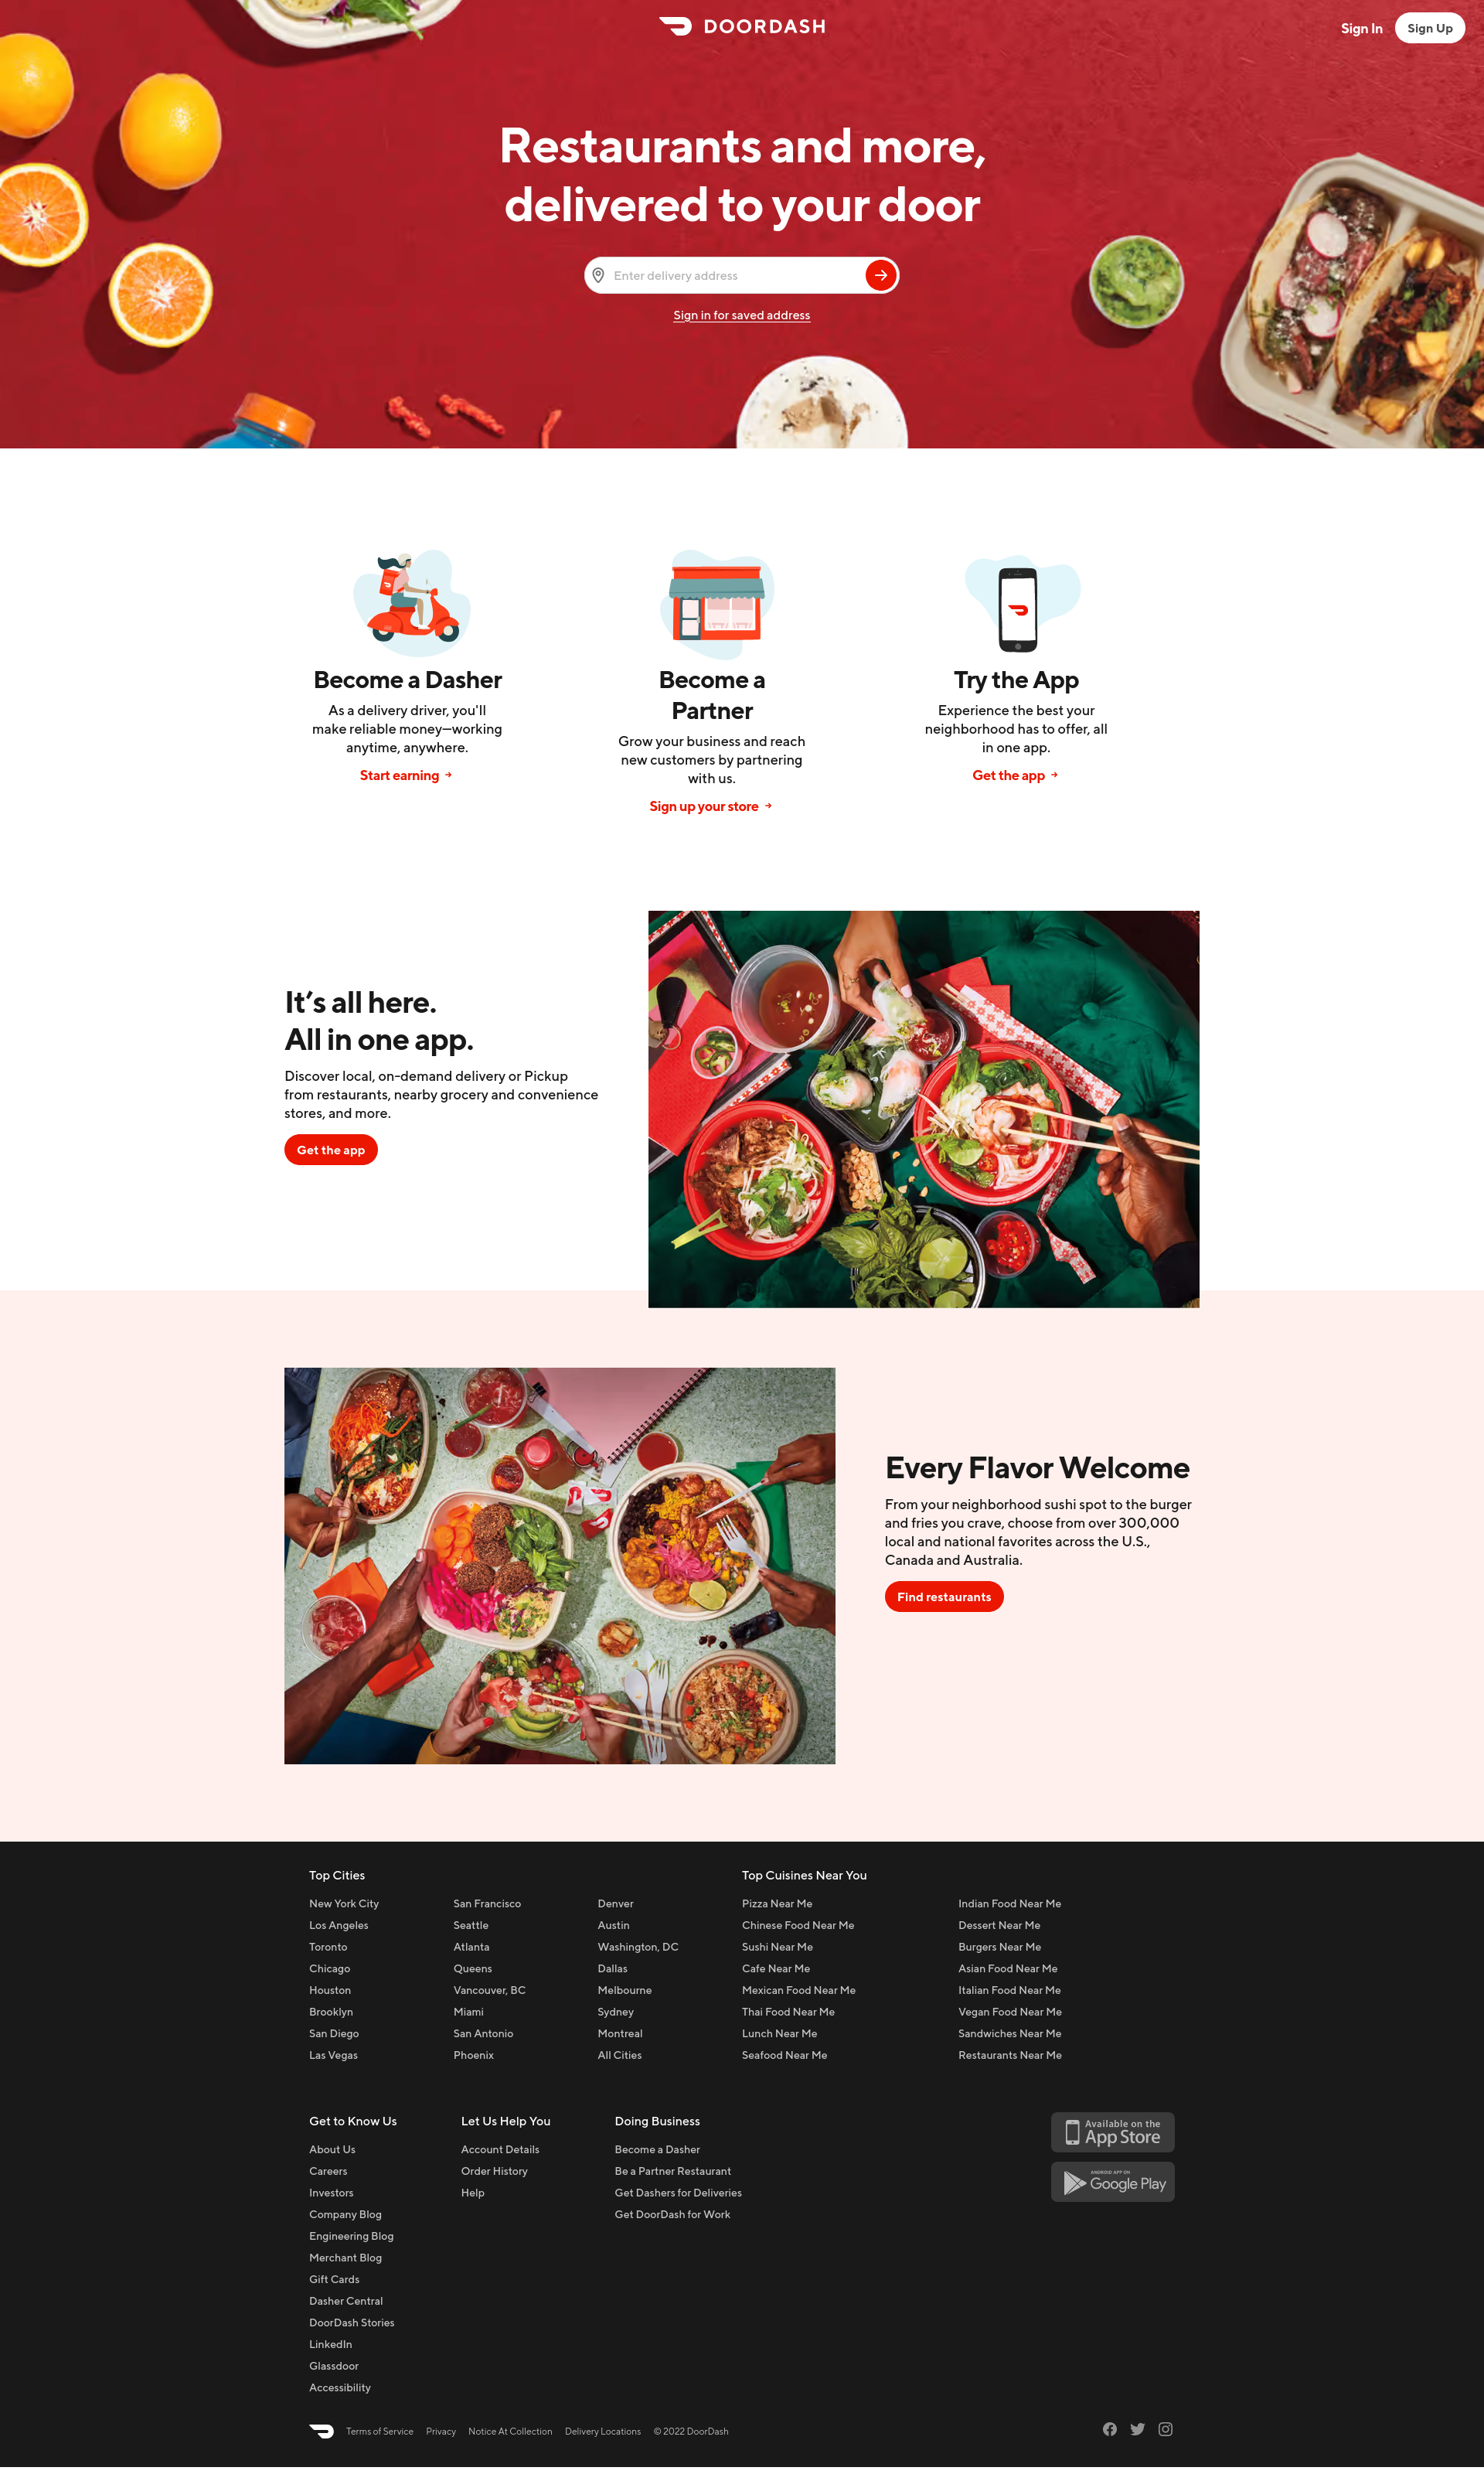 DOORDASH
Sign In
Sign Up
Restaurants and more,
delivered to your door
Enter delivery address
Sign in for saved address
Become a Dasher
As a delivery driver, you'll
make reliable money—working
anytime, anywhere.
Start earning
Become a
Partner
Grow your business and reach
new customers by partnering
with us.
Sign up your store
Try the App
Experience the best your
neighborhood has to offer, all
in one app.
Get the app
It’s all here.
All in one app.
Discover local, on-demand delivery or Pickup
from restaurants, nearby grocery and convenience
stores, and more.
Get the app
Every Flavor Welcome
From your neighborhood sushi spot to the burger
and fries you crave, choose from over 300,000
local and national favorites across the U.S.,
Canada and Australia.
Find restaurants
Top Cities
New York City
Los Angeles
Toronto
Chicago
Houston
Brooklyn
San Diego
Las Vegas
San Francisco
Seattle
Atlanta
Queens
Vancouver, BC
Miami
San Antonio
Phoenix
Denver
Austin
Washington, DC
Dallas
Melbourne
Sydney
Montreal
All Cities
Top Cuisines Near You
Pizza Near Me
Chinese Food Near Me
Sushi Near Me
Cafe Near Me
Mexican Food Near Me
Thai Food Near Me
Lunch Near Me
Seafood Near Me
Indian Food Near Me
Dessert Near Me
Burgers Near Me
Asian Food Near Me
Italian Food Near Me
Vegan Food Near Me
Sandwiches Near Me
Restaurants Near Me
Get to Know Us
About Us
Careers
Investors
Company Blog
Engineering Blog
Merchant Blog
Gift Cards
Dasher Central
DoorDash Stories
LinkedIn
Glassdoor
Accessibility
Let Us Help You
Account Details
Order History
Help
Doing Business
Become a Dasher
Be a Partner Restaurant
Get Dashers for Deliveries
Get DoorDash for Work
Available on the
App Store
ANDROID APP ON
Google Play
Terms of Service
Privacy
Notice At Collection
Delivery Locations
© 2022 DoorDash